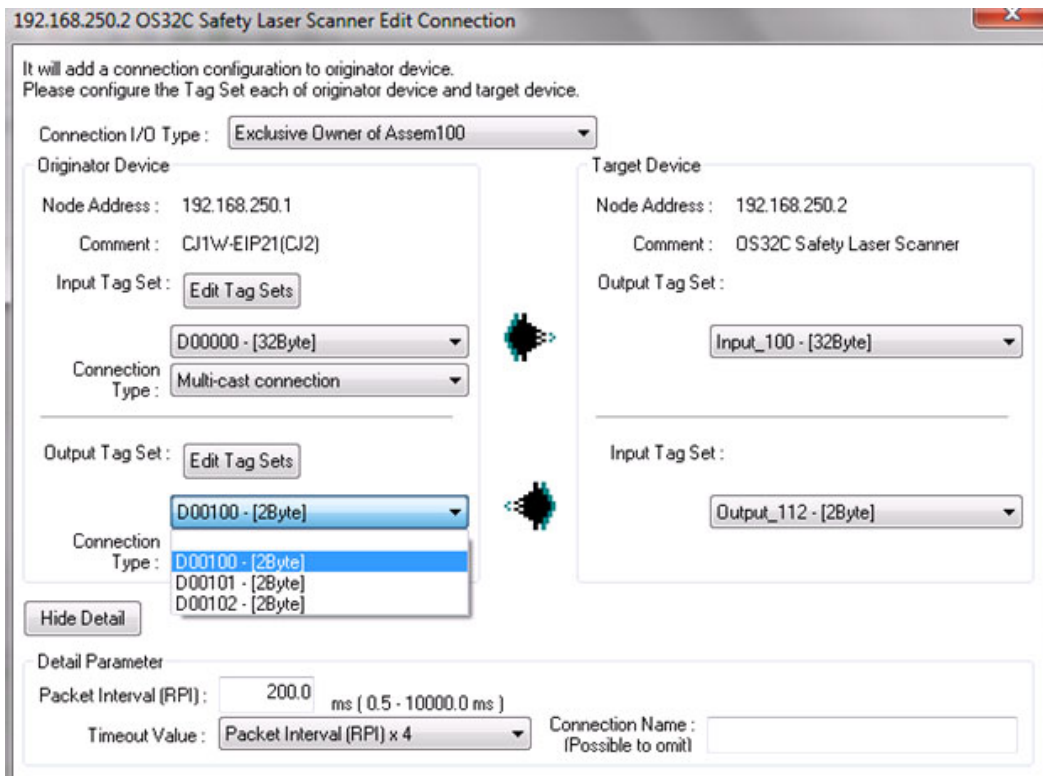 192.168.250.2 OS32C Safety Laser Scanner Edit Connection
It will add a connection configuration to originator device.
Please configure the Tag Set each of originator device and target device.
Connection I/O Type : Exclusive Owner of Assem100
Originator Device
Node Address : 192.168.250.1
Comment : CJ1W-EIP21(CJ2)
Input Tag Set : Edit Tag Sets
D00000 - [32Byte]
Connection Type : Multi-cast connection
Output Tag Set : Edit Tag Sets
D00100 - [2Byte]
Connection
Type : D00100 - [2Byte]
D00101 - [2Byte]
D00102 - [2Byte]
Target Device
Node Address : 192.168.250.2
Comment : OS32C Safety Laser Scanner
Output Tag Set :
Input_100 - [32Byte]
Input Tag Set :
Output_112 - [2Byte]
Hide Detail
Detail Parameter
Packet Interval (RPI) : 200.0 ms ( 0.5 - 10000.0 ms )
Timeout Value : Packet Interval (RPI) x 4
Connection Name :
(Possible to omit)